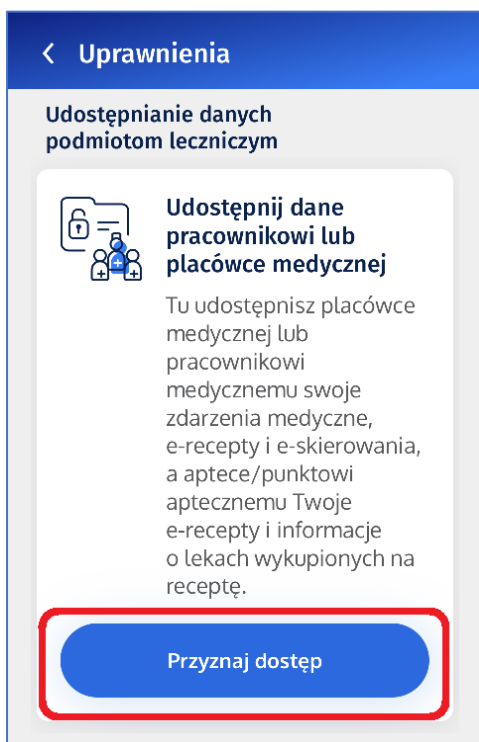 Uprawnienia
Udostępnianie danych
podmiotom leczniczym
Udostępnij dane
pracownikowi lub
placówce medycznej
Tu udostępnisz placówce
medycznej lub
pracownikowi
medycznemu swoje
zdarzenia medyczne,
e-recepty i e-skierowania,
a aptece/punktowi
aptecznemu Twoje
e-recepty i informacje
o lekach wykupionych na
receptę.
Przyznaj dostęp